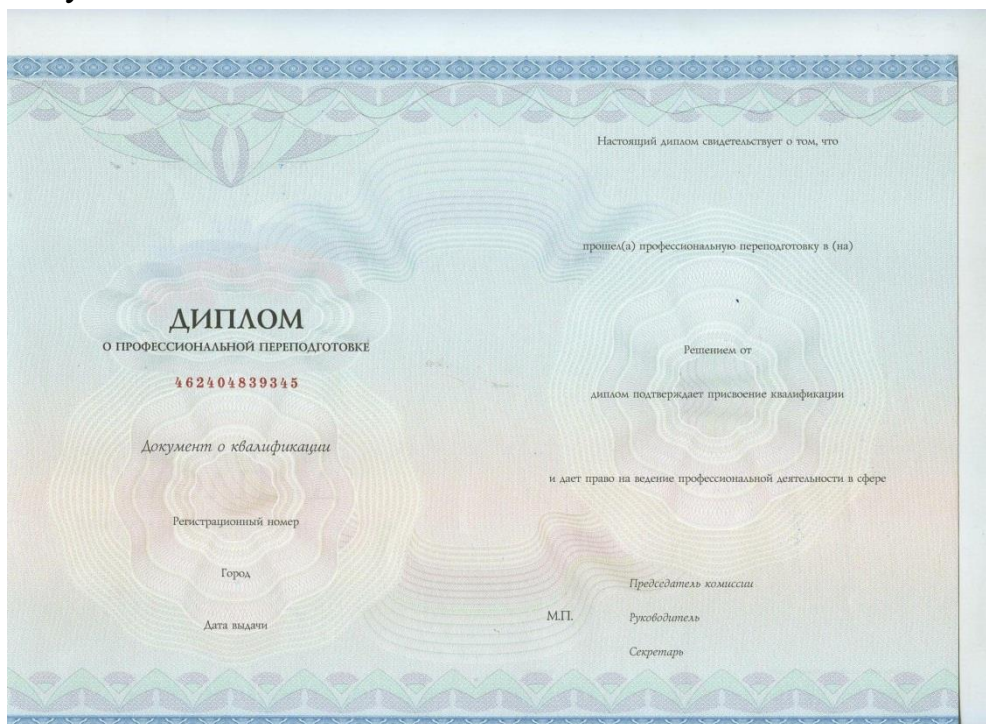 ДИПЛОМ
О ПРОФЕССИОНАЛЬНОЙ ПЕРЕПОДГОТОВКЕ
462404839345
Документ о квалификации
Регистрационный номер
Город
Дата выдачи
Настоящий диплом свидетельствует о том, что
прошел(а) профессиональную переподготовку в (на)
Решением от
диплом подтверждает присвоение квалификации
и дает право на ведение профессиональной деятельности в сфере
Председатель комиссии
М.П.
Руководитель
Секретарь